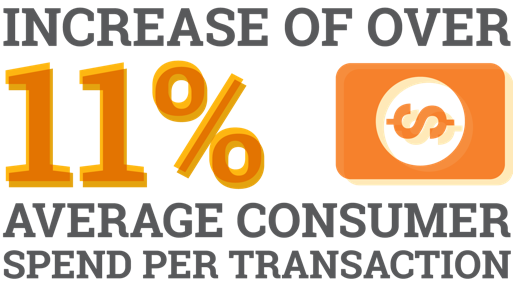 INCREASE OF OVER
11%
$
AVERAGE CONSUMER
SPEND PER TRANSACTION